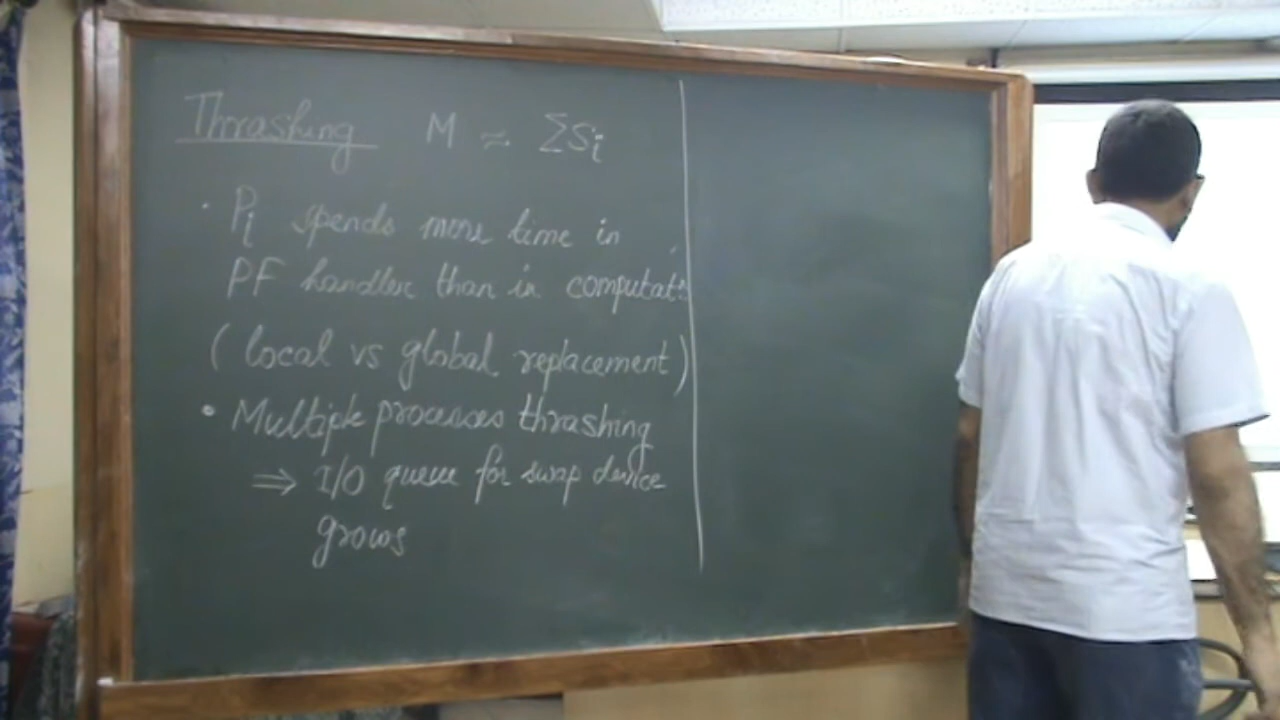 Thrashing M ≈ ΣSi
· Pi spends more time in
PF handler than in computatn
(local vs global replacement)
• Multiple processes thrashing
⇒ I/O queue for swap device
grows